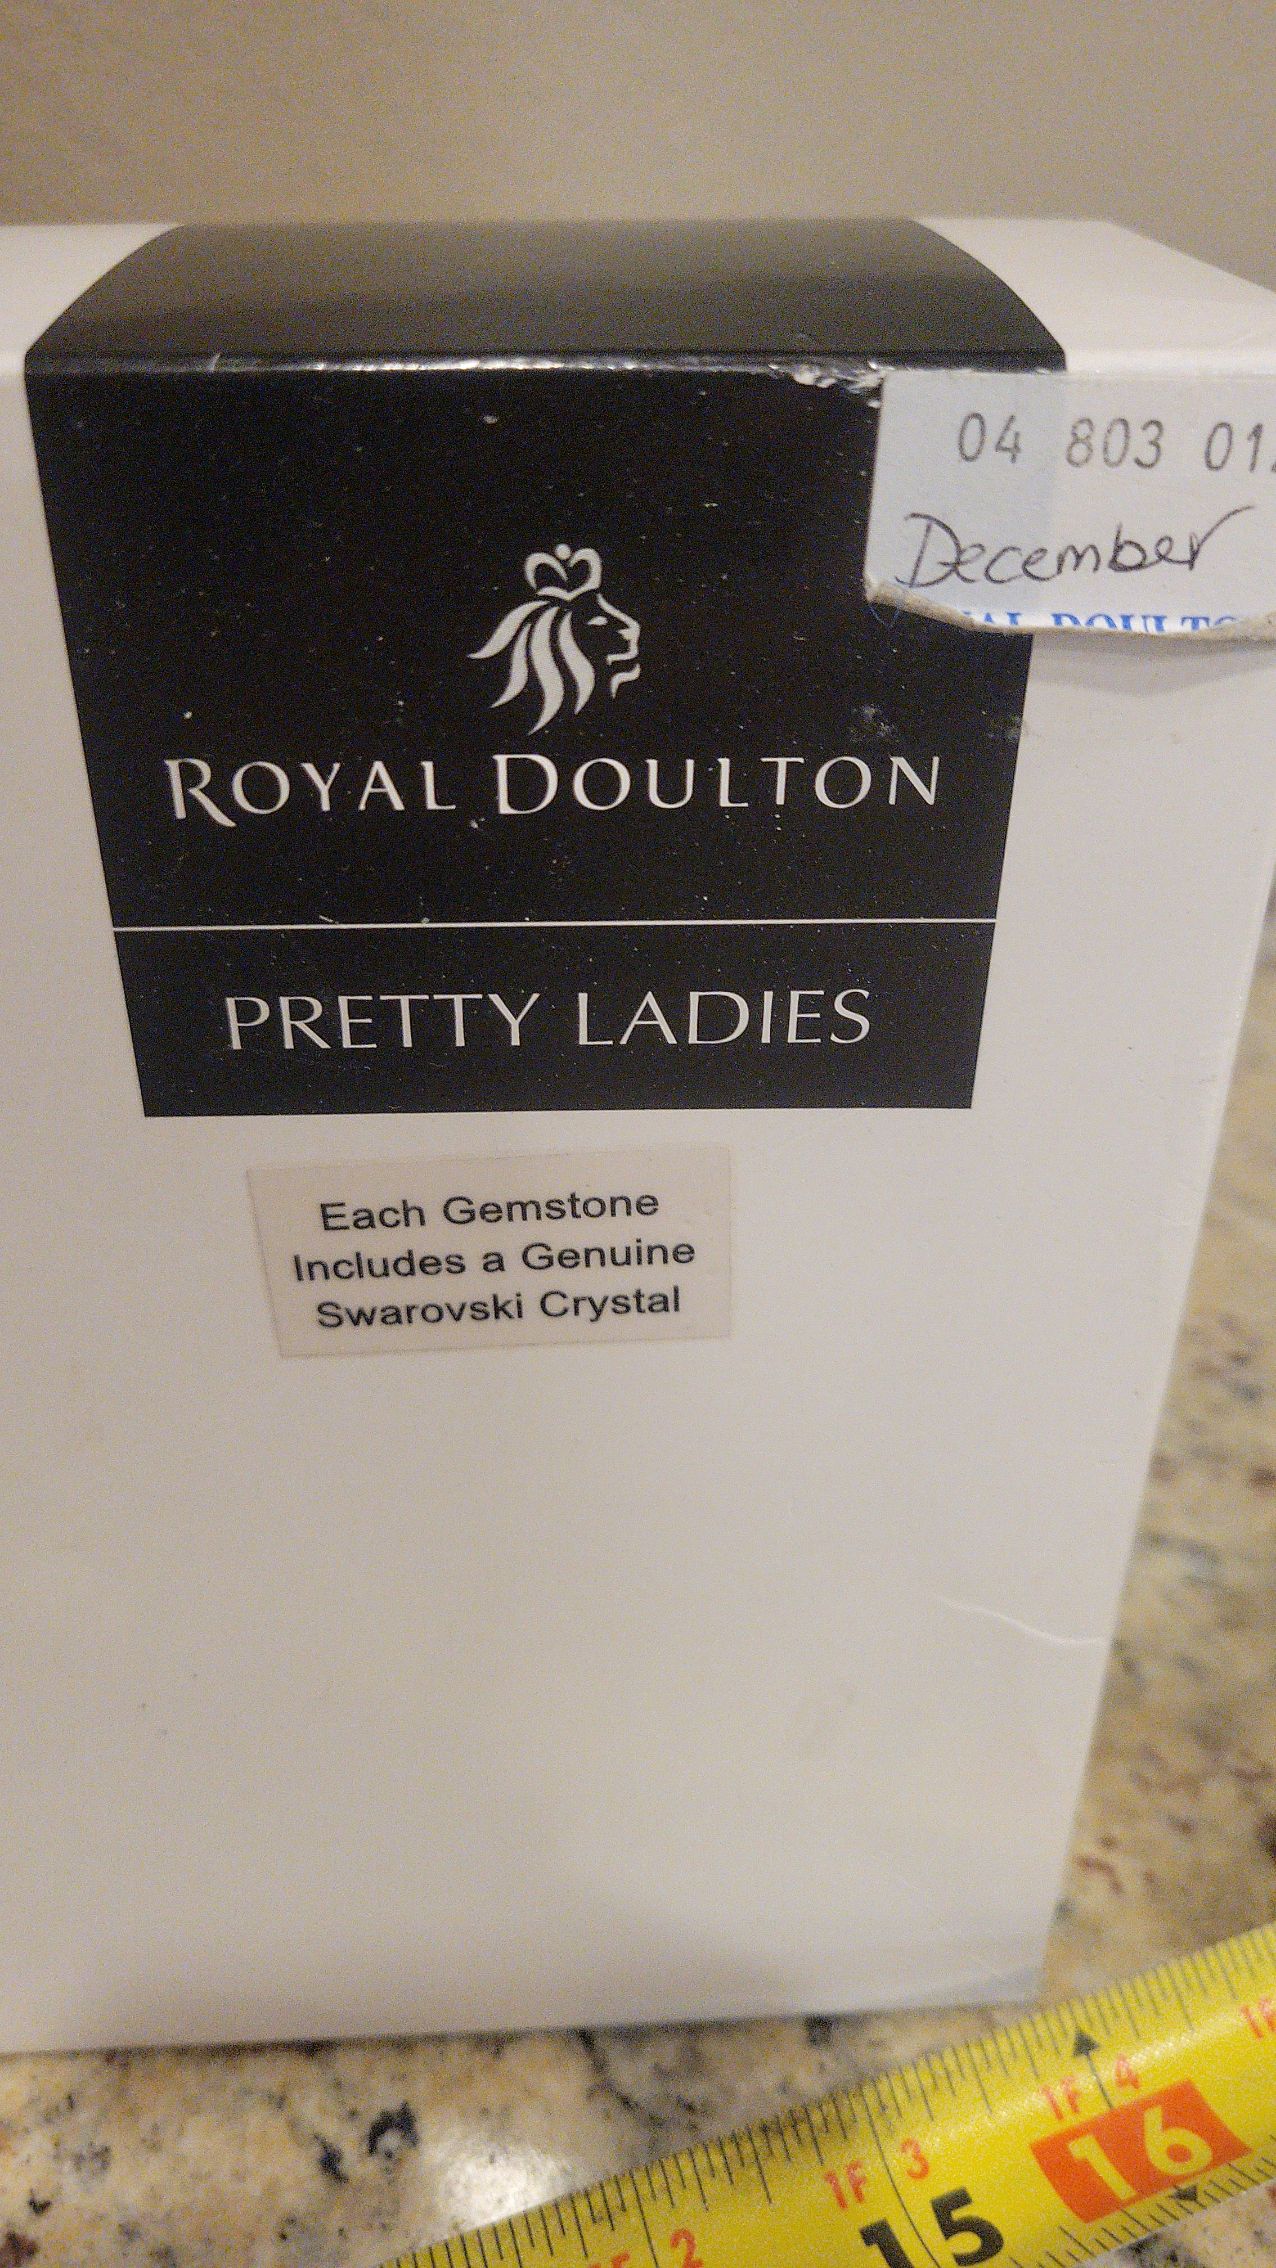 04 803 01
December
ROYAL DOULTON
PRETTY LADIES
Each Gemstone
Includes a Genuine
Swarovski Crystal
1F 4
16
1F 3
15
2